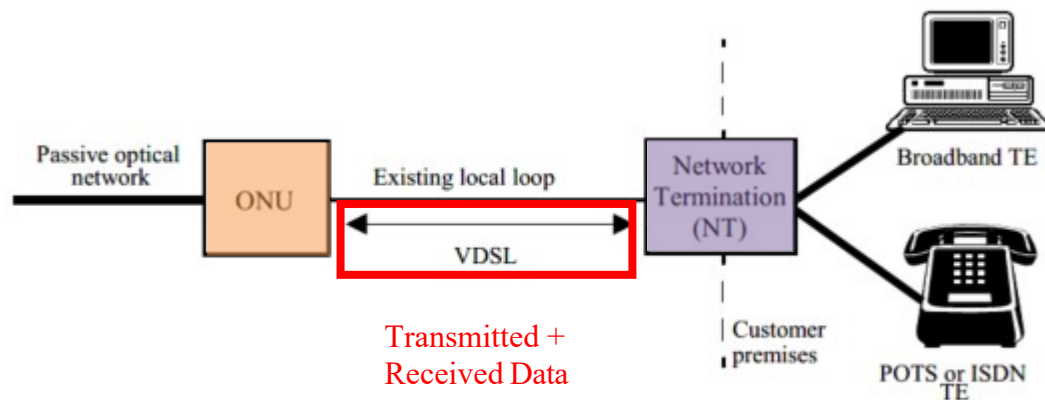 Passive optical
network
ONU
Existing local loop
VDSL
Transmitted +
Received Data
Network
Termination
(NT)
Customer
premises
Broadband TE
POTS or ISDN
TE